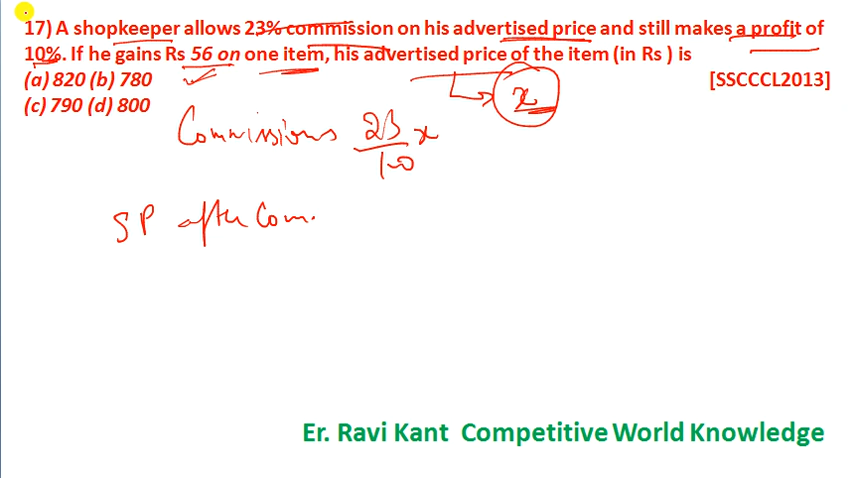 17) A shopkeeper allows 23% commission on his advertised price and still makes a profit of
10%. If he gains Rs 56 on one item, his advertised price of the item (in Rs ) is
(a) 820 (b) 780 [SSCCCL2013]
(c) 790 (d) 800
x
Commissions 23/100 x
SP after Com.
Er. Ravi Kant Competitive World Knowledge